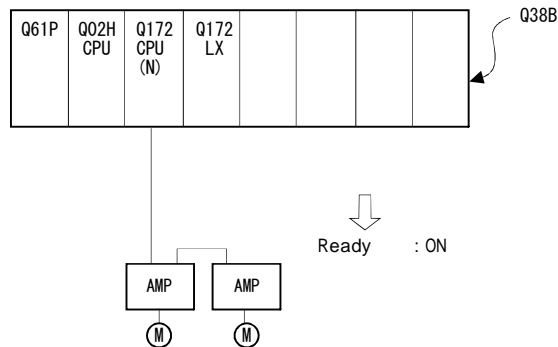 Q38B
Q61P
Q02H
CPU
Q172
CPU
(N)
Q172
LX
Ready : ON
AMP
AMP
M
M